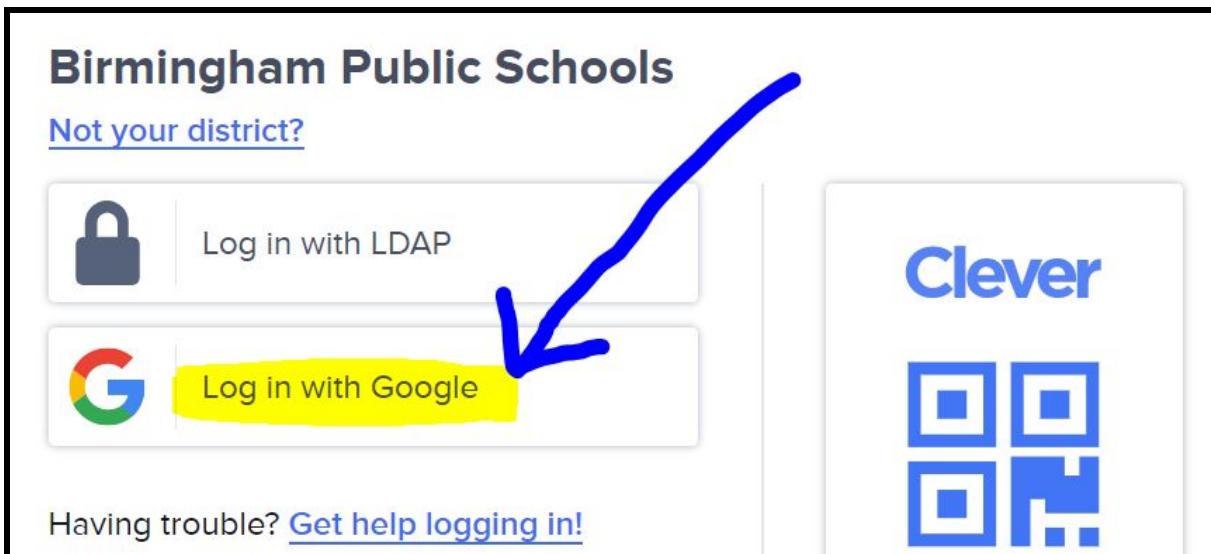 Birmingham Public Schools
Not your district?
Log in with LDAP
Log in with Google
Having trouble? Get help logging in!
Clever